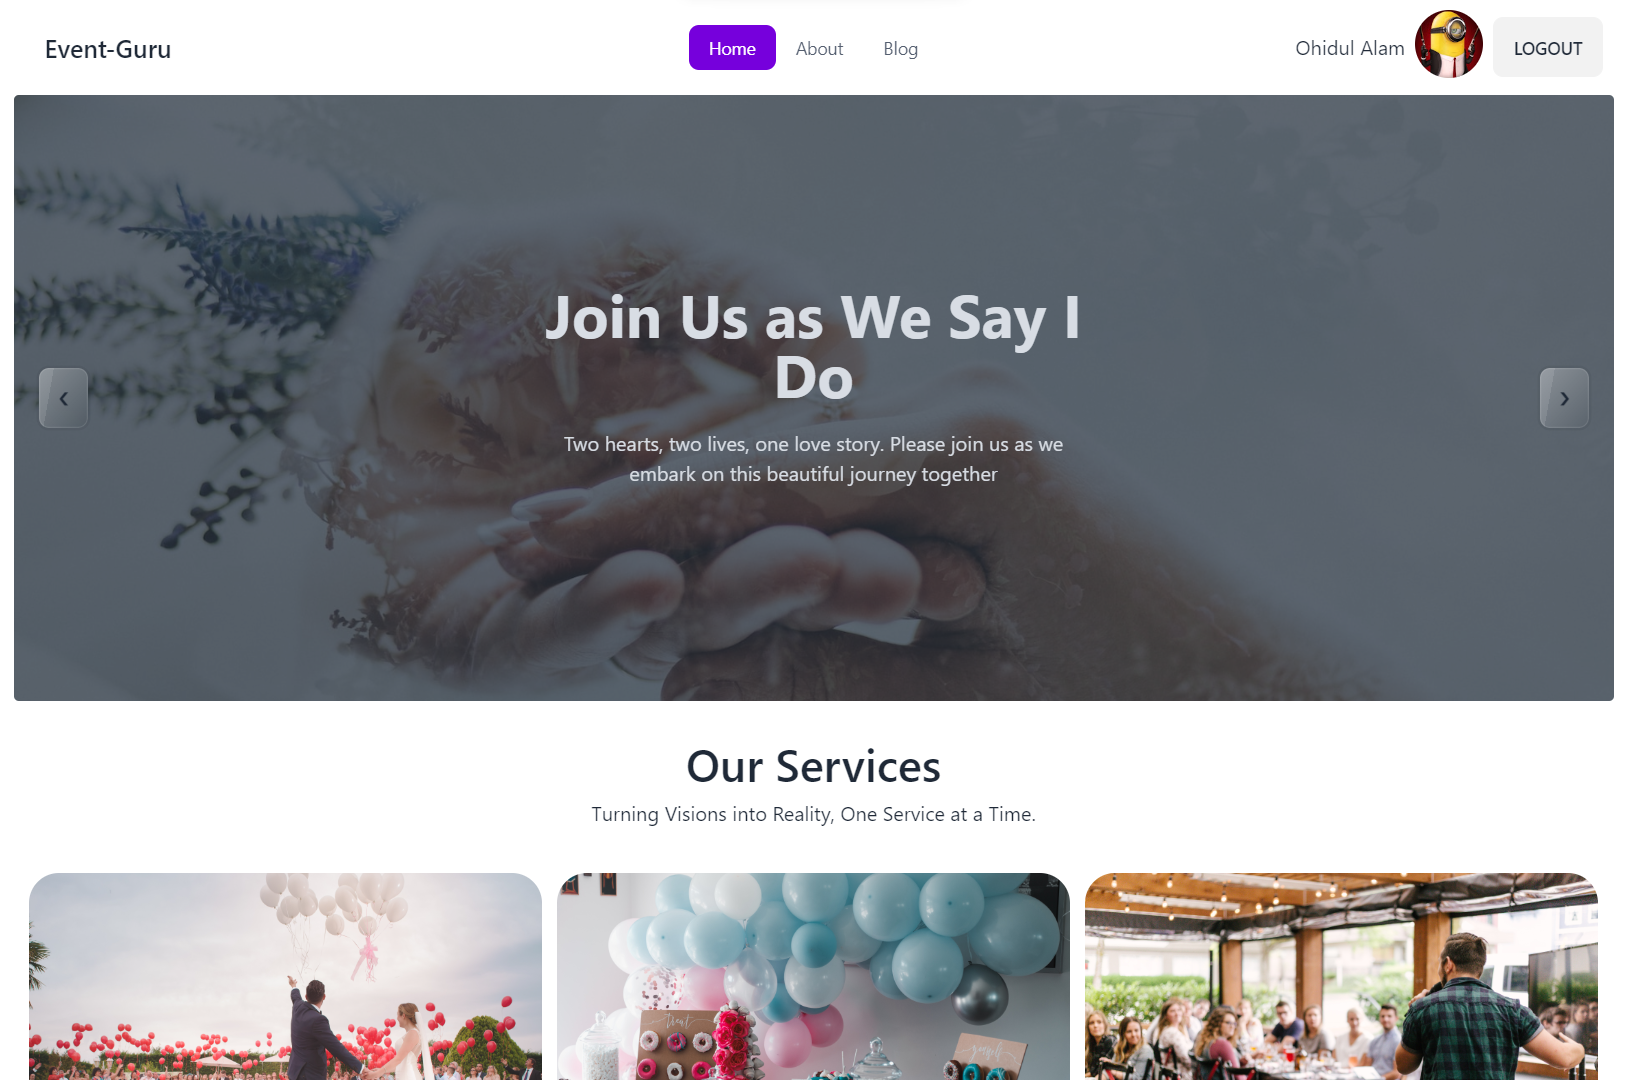 Event-Guru
Home
About
Blog
Ohidul Alam
LOGOUT
Join Us as We Say I
Do
Two hearts, two lives, one love story. Please join us as we
embark on this beautiful journey together
❮
❯
Our Services
Turning Visions into Reality, One Service at a Time.
treat